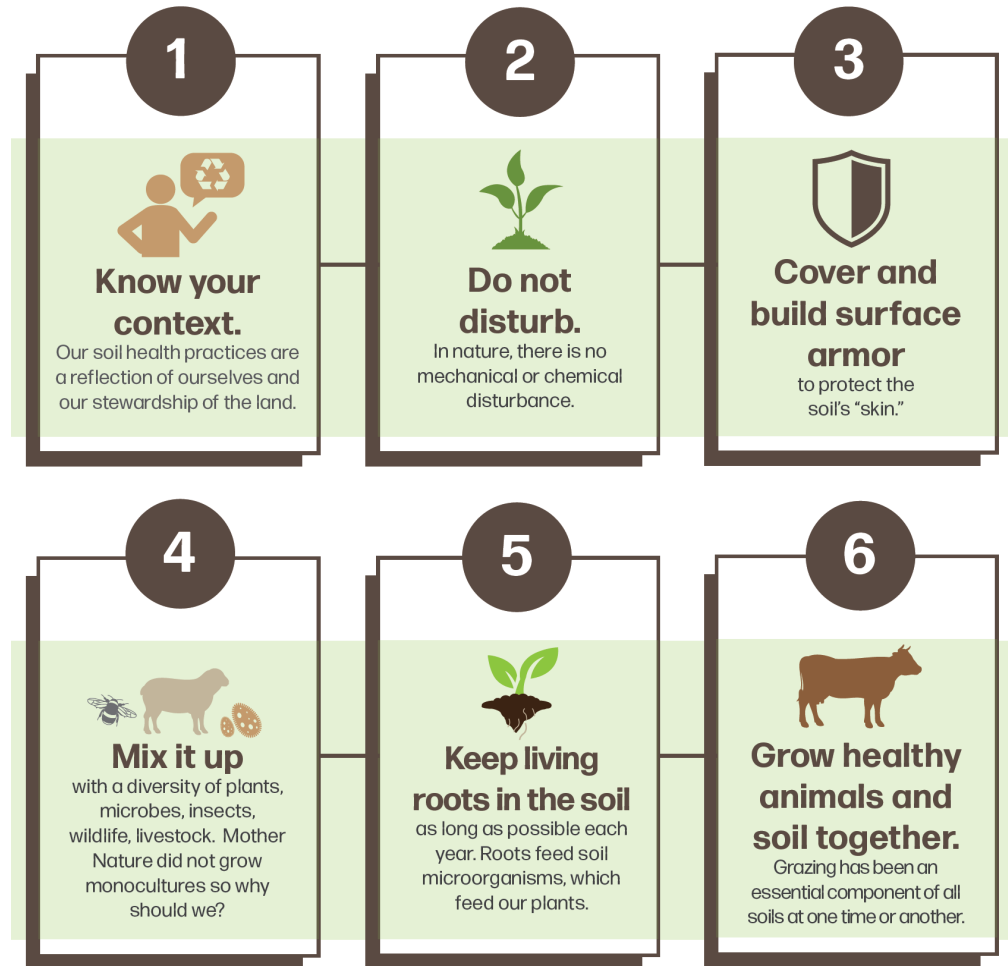 1
Know your
context.
Our soil health practices are
a reflection of ourselves and
our stewardship of the land.
2
Do not
disturb.
In nature, there is no
mechanical or chemical
disturbance.
3
Cover and
build surface
armor
to protect the
soil's “skin.”
4
Mix it up
with a diversity of plants,
microbes, insects,
wildlife, livestock.  Mother
Nature did not grow
monocultures so why
should we?
5
Keep living
roots in the soil
as long as possible each
year. Roots feed soil
microorganisms, which
feed our plants.
6
Grow healthy
animals and
soil together.
Grazing has been an
essential component of all
soils at one time or another.